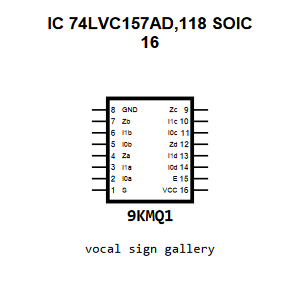 IC 74LVC157AD,118 SOIC
16
8 GND Zc 9
7 Zb I1c 10
6 I1b I0c 11
5 I0b Zd 12
4 Za I1d 13
3 I1a I0d 14
2 I0a E 15
1 S VCC 16
9KMQ1
vocal sign gallery